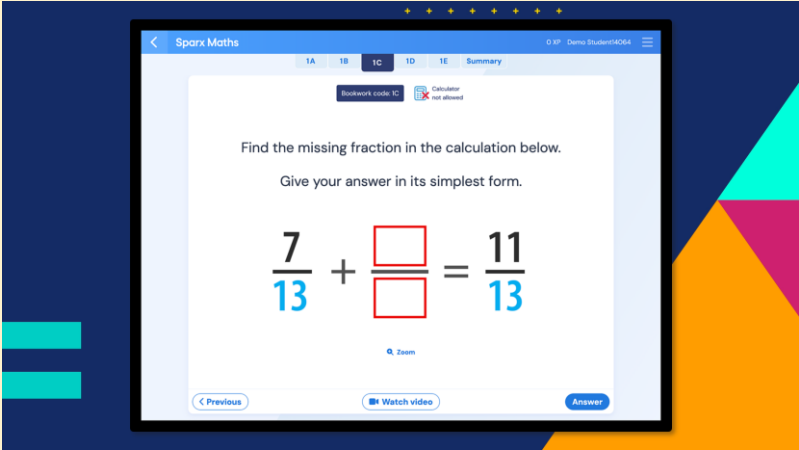 Sparx Maths
0 XP Demo Student14064
1A 1B 1C 1D 1E Summary
Bookwork code: 1C
Calculator
not allowed
Find the missing fraction in the calculation below.
Give your answer in its simplest form.
7 11
+ =
13 13
Zoom
Previous Watch video Answer